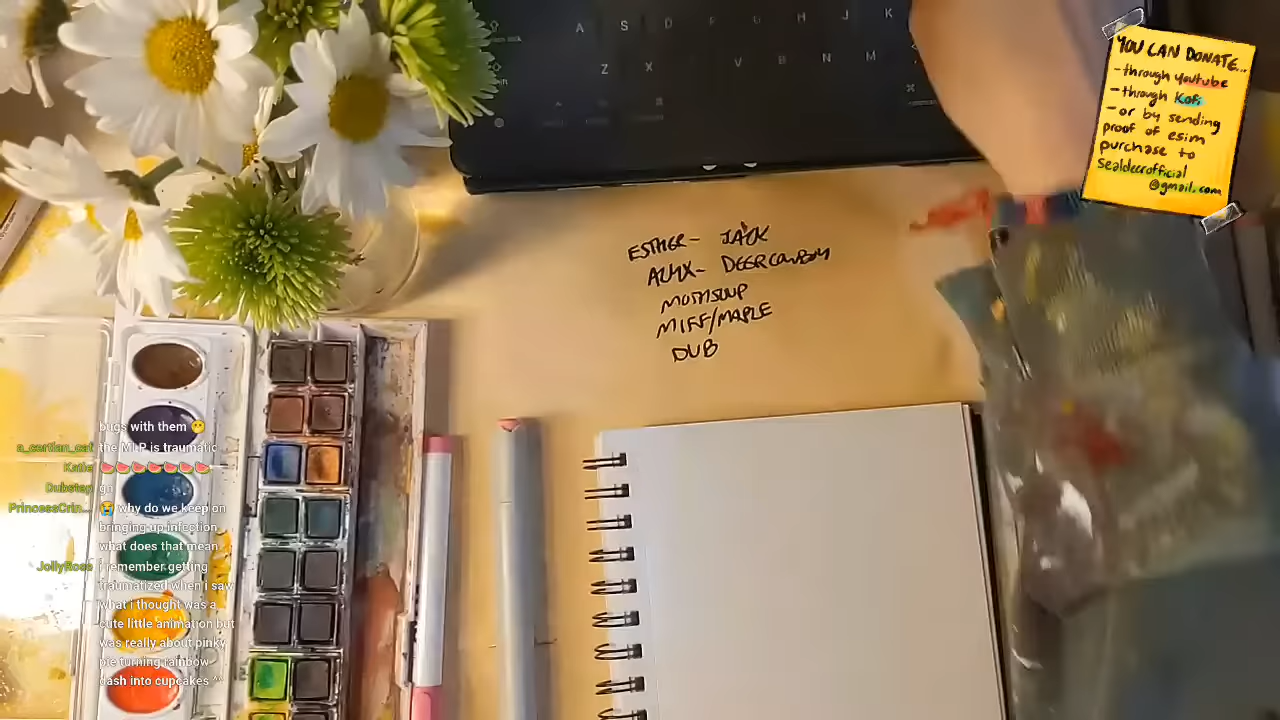 A S D F G H J K
Z X V B N M
YOU CAN DONATE...
-through Youtube
-through Kofi
-or by sending
proof of esim
purchase to
Sealdecrofficial
@gmail.com
ESTHER- JACK
DEERCOWBOY
MOTHSOUP
MIFF/MAPLE
DUB
bugs with them 😬
a_certian_cat the MLP is traumatic
Katie 🍉🍉🍉🍉🍉🍉🍉
Dubstep gn
PrincessCrin... 😭 why do we keep on
bringing up infection
what does that mean
JollyRose i remember getting
traumatized when i saw
what i thought was a
cute little animation but
was really about pinky
pie turning rainbow
dash into cupcakes ^^